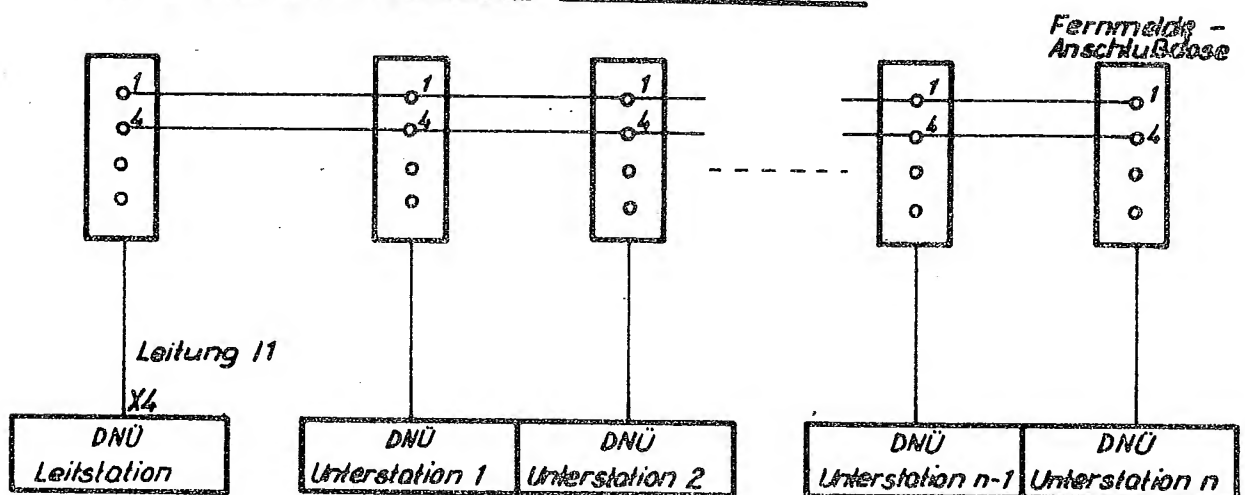 Fernmelde -
Anschlußdose
1 1 1 1 1
4 4 4 4 4
Leitung 11
X4
DNÜ DNÜ DNÜ DNÜ DNÜ
Leitstation Unterstation 1 Unterstation 2 Unterstation n-1 Unterstation n